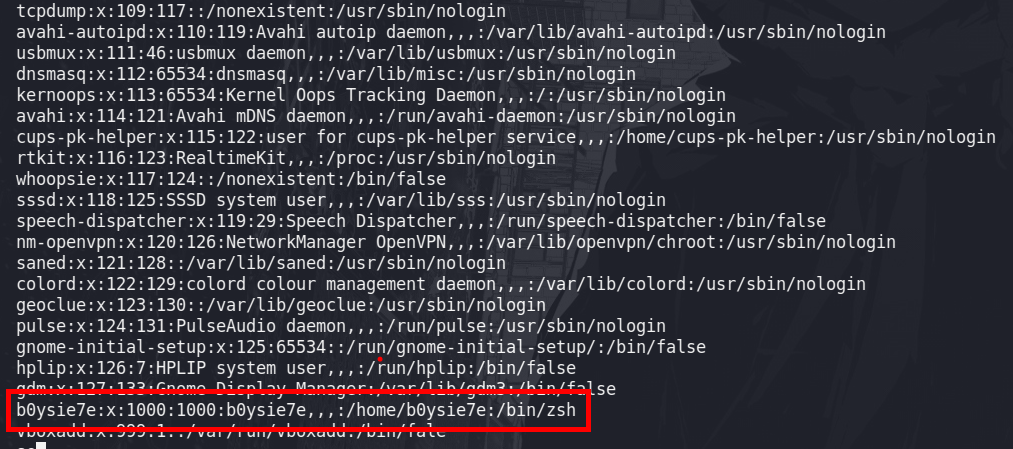 tcpdump:x:109:117::/nonexistent:/usr/sbin/nologin
avahi-autoipd:x:110:119:Avahi autoip daemon,,,:/var/lib/avahi-autoipd:/usr/sbin/nologin
usbmux:x:111:46:usbmux daemon,,,:/var/lib/usbmux:/usr/sbin/nologin
dnsmasq:x:112:65534:dnsmasq,,,:/var/lib/misc:/usr/sbin/nologin
kernoops:x:113:65534:Kernel Oops Tracking Daemon,,,:/:/usr/sbin/nologin
avahi:x:114:121:Avahi mDNS daemon,,,:/run/avahi-daemon:/usr/sbin/nologin
cups-pk-helper:x:115:122:user for cups-pk-helper service,,,:/home/cups-pk-helper:/usr/sbin/nologin
rtkit:x:116:123:RealtimeKit,,,:/proc:/usr/sbin/nologin
whoopsie:x:117:124::/nonexistent:/bin/false
sssd:x:118:125:SSSD system user,,,:/var/lib/sss:/usr/sbin/nologin
speech-dispatcher:x:119:29:Speech Dispatcher,,,:/run/speech-dispatcher:/bin/false
nm-openvpn:x:120:126:NetworkManager OpenVPN,,,:/var/lib/openvpn/chroot:/usr/sbin/nologin
saned:x:121:128::/var/lib/saned:/usr/sbin/nologin
colord:x:122:129:colord colour management daemon,,,:/var/lib/colord:/usr/sbin/nologin
geoclue:x:123:130::/var/lib/geoclue:/usr/sbin/nologin
pulse:x:124:131:PulseAudio daemon,,,:/run/pulse:/usr/sbin/nologin
gnome-initial-setup:x:125:65534::/run/gnome-initial-setup/:/bin/false
hplip:x:126:7:HPLIP system user,,,:/run/hplip:/bin/false
gdm:x:127:133:Gnome Display Manager:/var/lib/gdm3:/bin/false
b0ysie7e:x:1000:1000:b0ysie7e,,,:/home/b0ysie7e:/bin/zsh
vboxadd:x:999:1::/var/run/vboxadd:/bin/fale